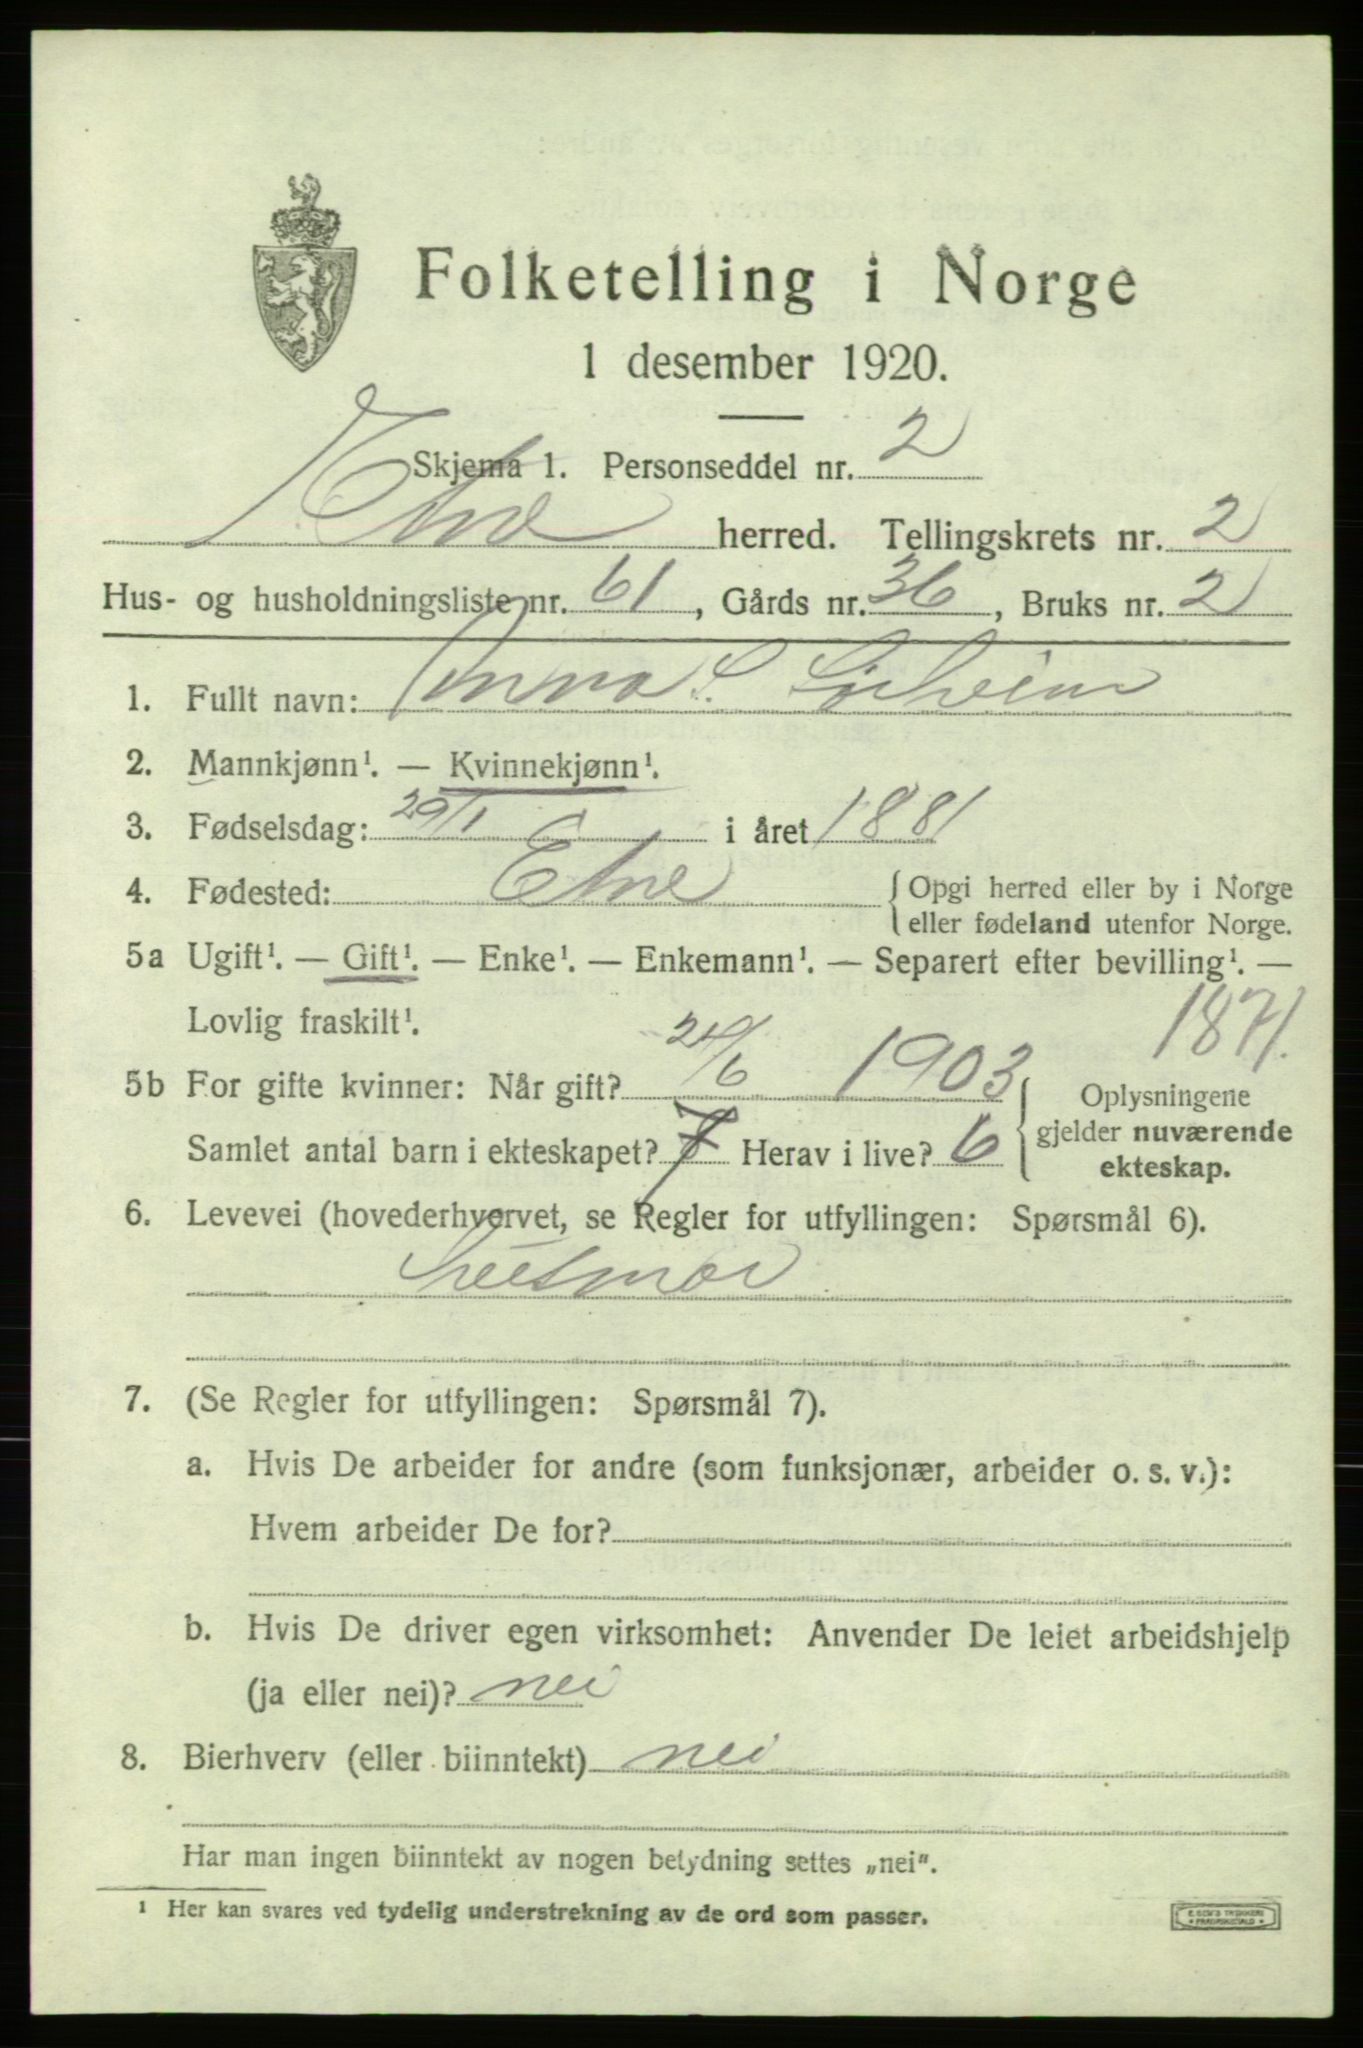 Folketelling i Norge
1 desember 1920.
Skjema 1. Personseddel nr. 2
Etne herred. Tellingskrets nr. 2
Hus- og husholdningsliste nr. 61, Gårds nr. 36, Bruks nr. 2
1. Fullt navn: Anna S. Sørheim
2. Mannkjønn¹. — Kvinnekjønn¹.
3. Fødselsdag: 29/1 i året 1881
4. Fødested: Etne { Opgi herred eller by i Norge
eller fødeland utenfor Norge.
5a Ugift¹. — Gift¹. — Enke¹. — Enkemann¹. — Separert efter bevilling¹. —
Lovlig fraskilt¹. 1871.
5b For gifte kvinner: Når gift? 24/6 1903
Samlet antal barn i ekteskapet? 7 Herav i live? 6
Oplysningene
gjelder nuværende
ekteskap.
6. Levevei (hovederhvervet, se Regler for utfyllingen: Spørsmål 6).
Husmor
7. (Se Regler for utfyllingen: Spørsmål 7).
a. Hvis De arbeider for andre (som funksjonær, arbeider o. s. v.):
Hvem arbeider De for?
b. Hvis De driver egen virksomhet: Anvender De leiet arbeidshjelp
(ja eller nei)? nei
8. Bierhverv (eller biinntekt) nei
Har man ingen biinntekt av nogen betydning settes „nei".
¹ Her kan svares ved tydelig understrekning av de ord som passer.